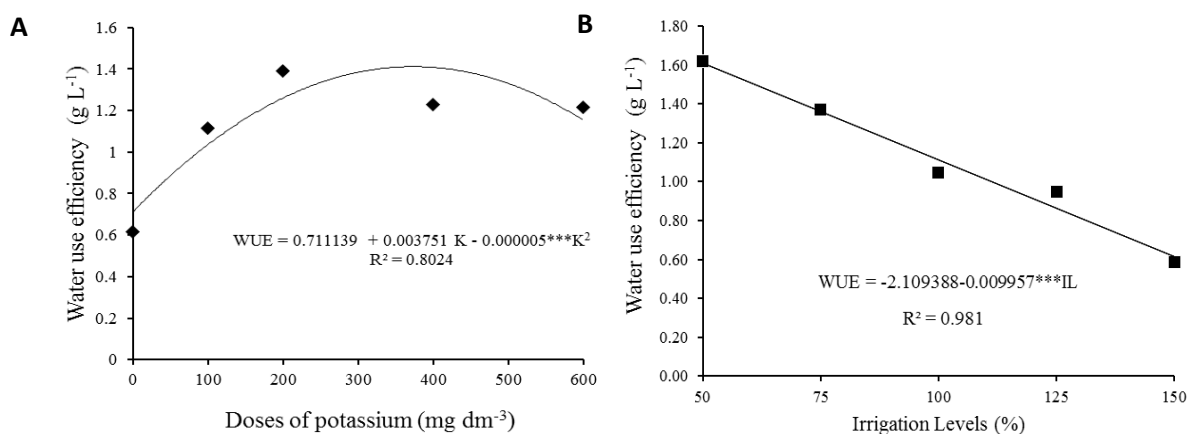 A
Water use efficiency (g L⁻¹)
1.6
1.4
1.2
1
0.8
0.6
0.4
0.2
0
WUE = 0.711139 + 0.003751 K - 0.000005***K²
R² = 0.8024
0 100 200 300 400 500 600
Doses of potassium (mg dm⁻³)
B
Water use efficiency (g L⁻¹)
1.80
1.60
1.40
1.20
1.00
0.80
0.60
0.40
0.20
0.00
WUE = -2.109388-0.009957***IL
R² = 0.981
50 75 100 125 150
Irrigation Levels (%)